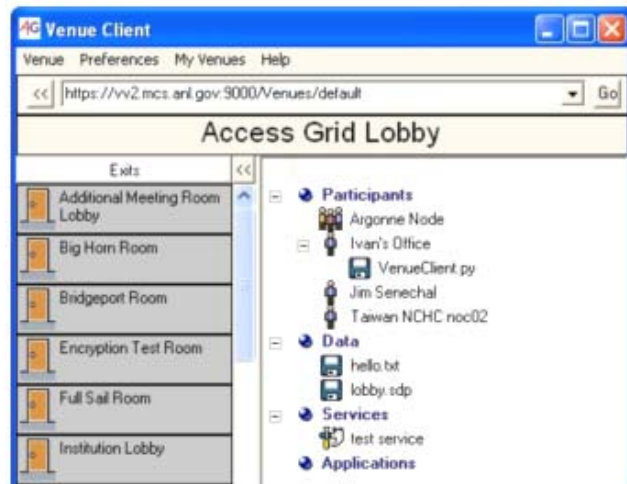 AG Venue Client
Venue Preferences My Venues Help
<< https://vv2.mcs.anl.gov:9000/Venues/default Go
Access Grid Lobby
Exits <<
Additional Meeting Room
Lobby
Big Horn Room
Bridgeport Room
Encryption Test Room
Full Sail Room
Institution Lobby
Participants
Argonne Node
Ivan's Office
VenueClient.py
Jim Senechal
Taiwan NCHC noc02
Data
hello.txt
lobby.sdp
Services
test service
Applications